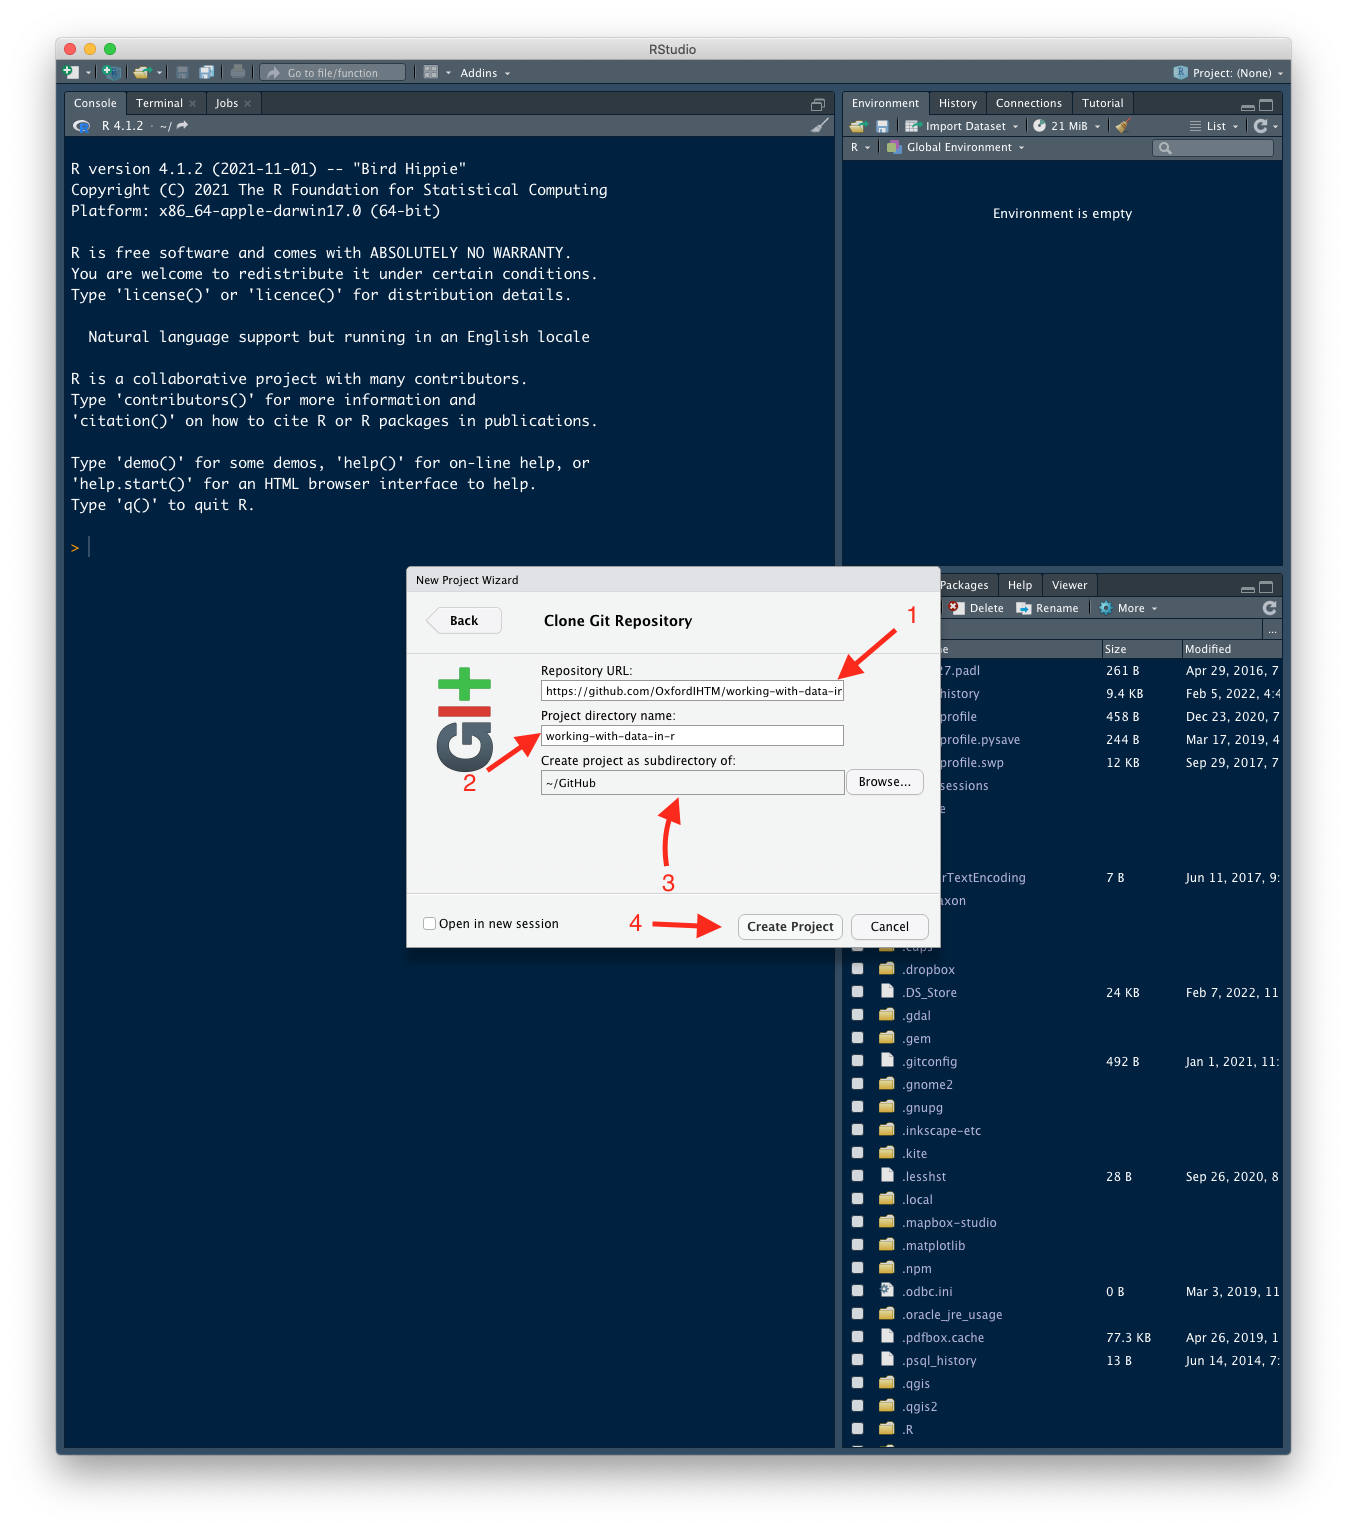 RStudio
Go to file/function
Addins
Project: (None)
Console
Terminal
Jobs
R 4.1.2 · ~/
R version 4.1.2 (2021-11-01) -- "Bird Hippie"
Copyright (C) 2021 The R Foundation for Statistical Computing
Platform: x86_64-apple-darwin17.0 (64-bit)
R is free software and comes with ABSOLUTELY NO WARRANTY.
You are welcome to redistribute it under certain conditions.
Type 'license()' or 'licence()' for distribution details.
Natural language support but running in an English locale
R is a collaborative project with many contributors.
Type 'contributors()' for more information and
'citation()' on how to cite R or R packages in publications.
Type 'demo()' for some demos, 'help()' for on-line help, or
'help.start()' for an HTML browser interface to help.
Type 'q()' to quit R.
>
Environment
History
Connections
Tutorial
Import Dataset
21 MiB
List
R
Global Environment
Environment is empty
New Project Wizard
Back
Clone Git Repository
1
GIt
Repository URL:
https://github.com/OxfordIHTM/working-with-data-in
Project directory name:
working-with-data-in-r
2
Create project as subdirectory of:
~/GitHub
Browse...
3
Open in new session
4
Create Project
Cancel
Packages
Help
Viewer
Delete
Rename
More
...
me
Size
Modified
27.padl 261 B Apr 29, 2016, 7
history 9.4 KB Feb 5, 2022, 4:4
profile 458 B Dec 23, 2020, 7
profile.pysave 244 B Mar 17, 2019, 4
profile.swp 12 KB Sep 29, 2017, 7
sessions
e
rTextEncoding 7 B Jun 11, 2017, 9:
axon
.cups
.dropbox
.DS_Store 24 KB Feb 7, 2022, 11
.gdal
.gem
.gitconfig 492 B Jan 1, 2021, 11:
.gnome2
.gnupg
.inkscape-etc
.kite
.lesshst 28 B Sep 26, 2020, 8
.local
.mapbox-studio
.matplotlib
.npm
.odbc.ini 0 B Mar 3, 2019, 11
.oracle_jre_usage
.pdfbox.cache 77.3 KB Apr 26, 2019, 1
.psql_history 13 B Jun 14, 2014, 7:
.qgis
.qgis2
.R